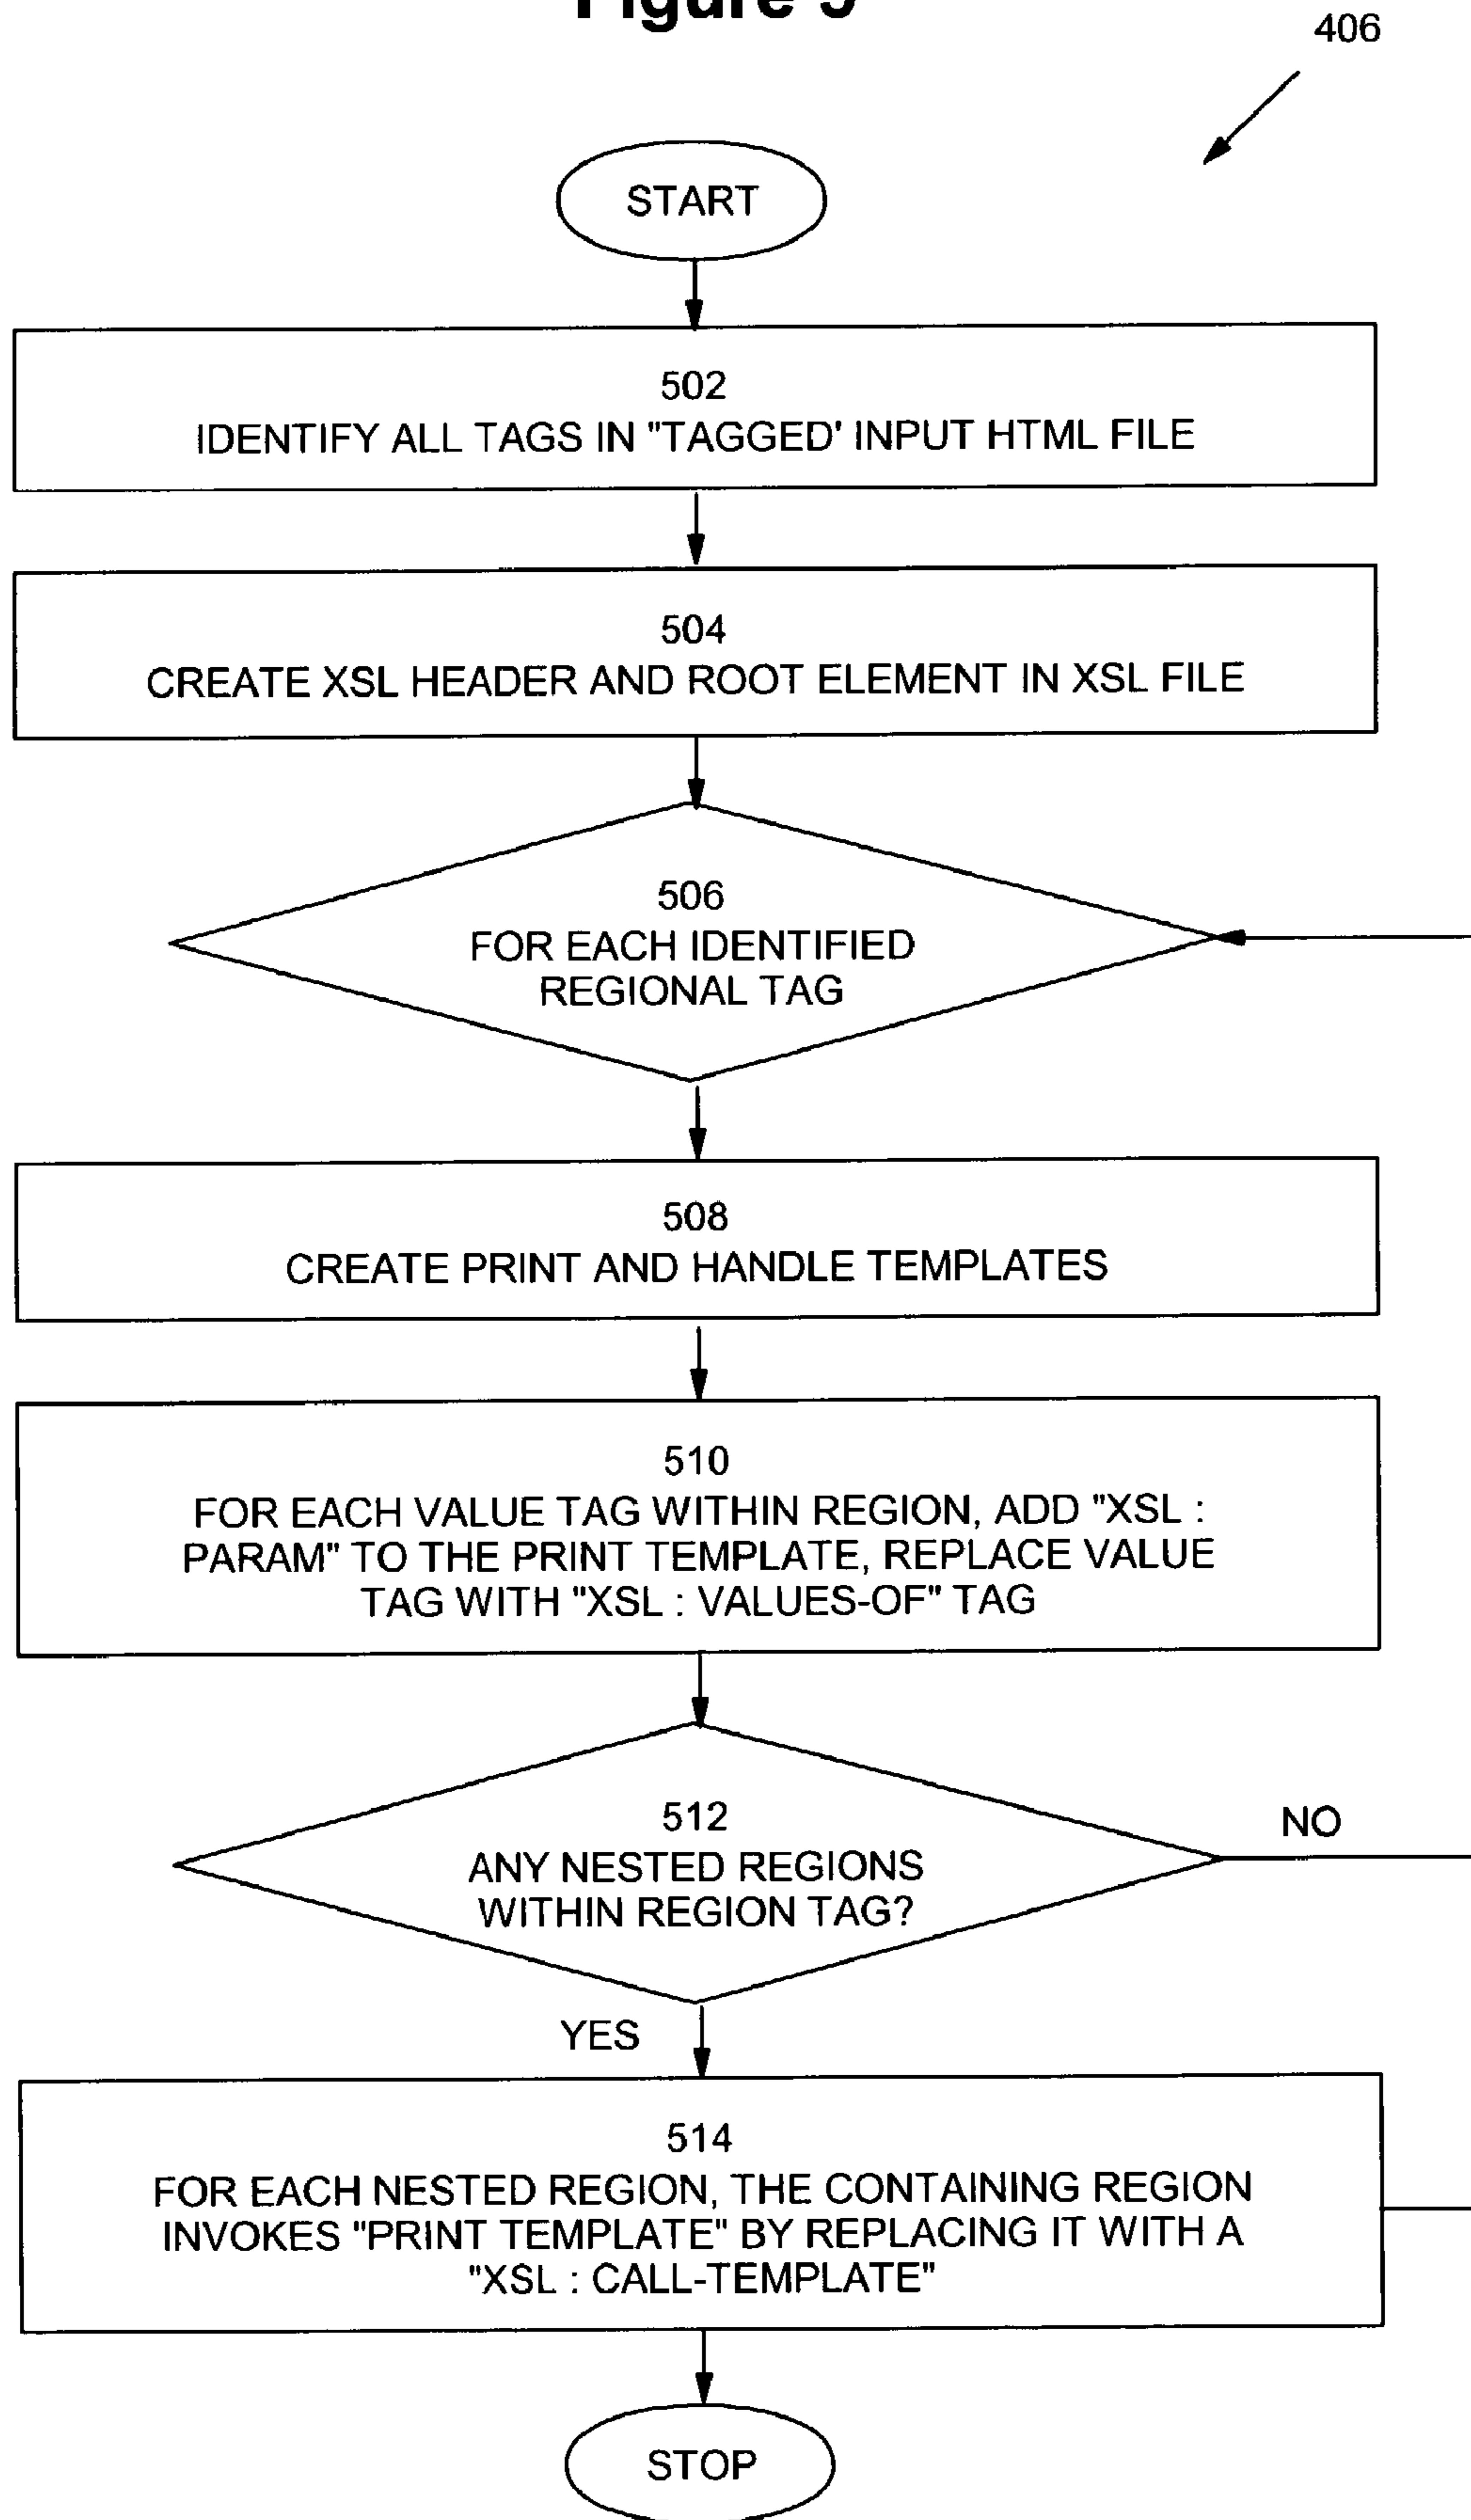 Figure 5
406
START
502
IDENTIFY ALL TAGS IN "TAGGED' INPUT HTML FILE
504
CREATE XSL HEADER AND ROOT ELEMENT IN XSL FILE
506
FOR EACH IDENTIFIED
REGIONAL TAG
508
CREATE PRINT AND HANDLE TEMPLATES
510
FOR EACH VALUE TAG WITHIN REGION, ADD "XSL :
PARAM" TO THE PRINT TEMPLATE, REPLACE VALUE
TAG WITH "XSL : VALUES-OF" TAG
512
ANY NESTED REGIONS
WITHIN REGION TAG?
NO
YES
514
FOR EACH NESTED REGION, THE CONTAINING REGION
INVOKES "PRINT TEMPLATE" BY REPLACING IT WITH A
"XSL : CALL-TEMPLATE"
STOP